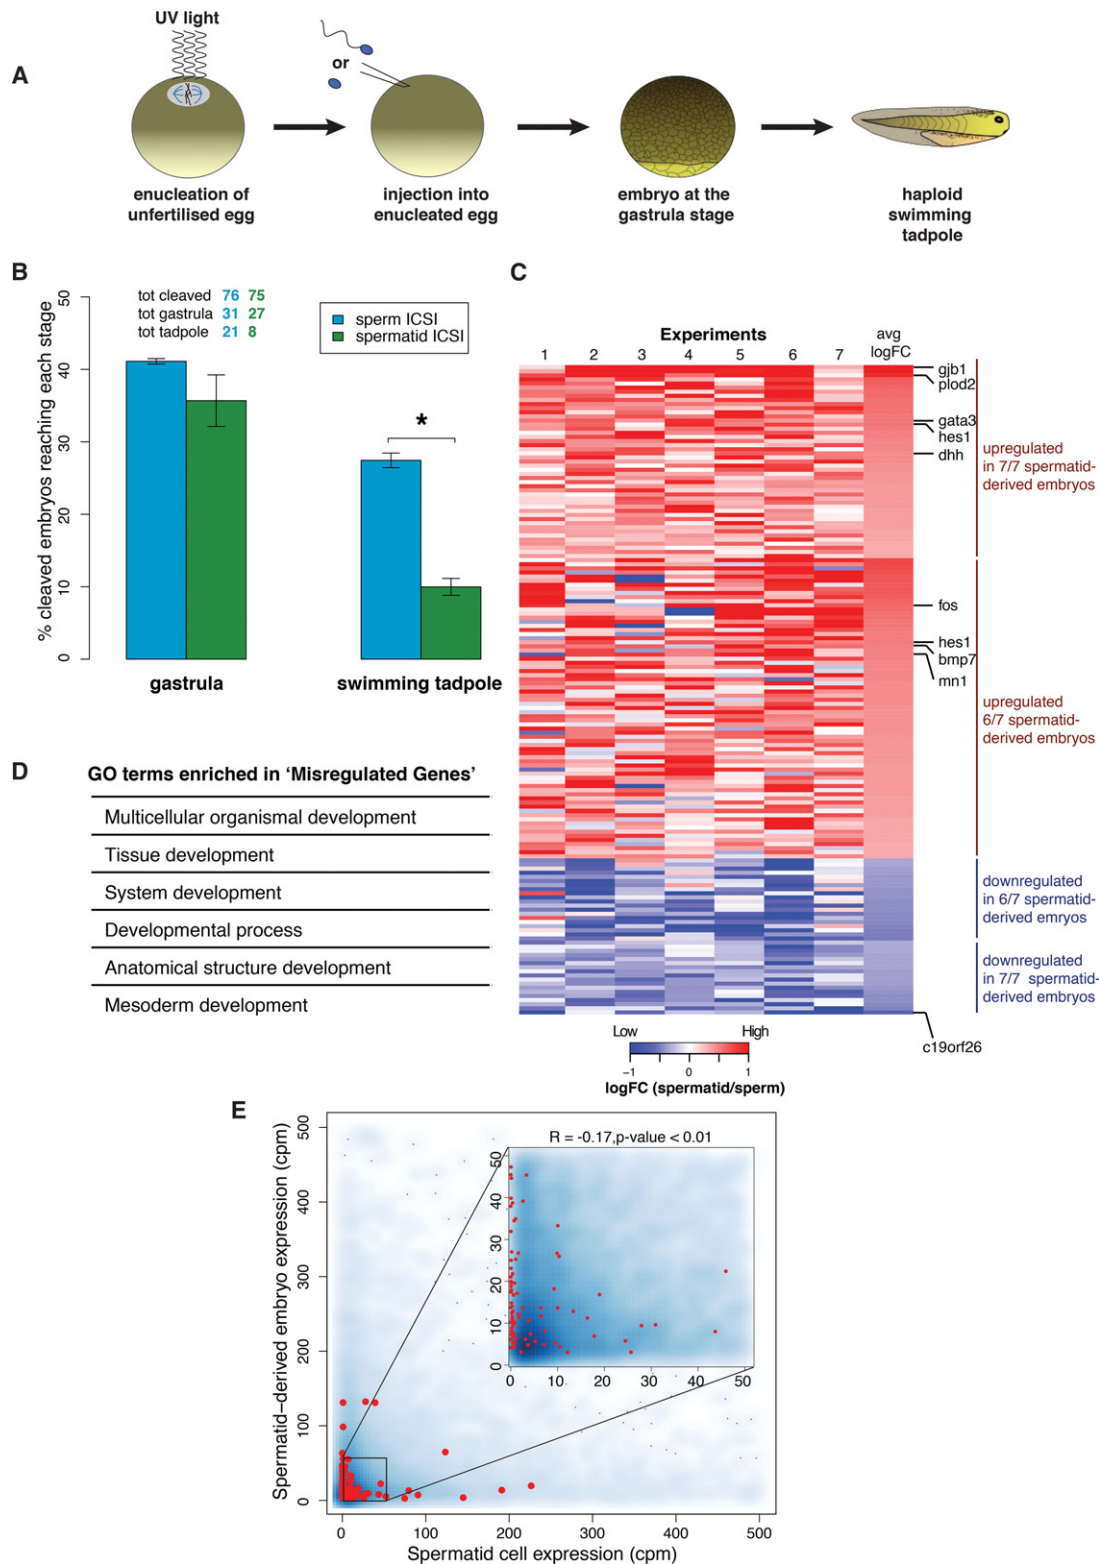 A
UV light
or
enucleation of
unfertilised egg
injection into
enucleated egg
embryo at the
gastrula stage
haploid
swimming
tadpole
B
% cleaved embryos reaching each stage
50
40
30
20
10
0
tot cleaved 76 75
tot gastrula 31 27
tot tadpole 21 8
sperm ICSI
spermatid ICSI
*
gastrula
swimming tadpole
C
Experiments
avg
logFC
1 2 3 4 5 6 7
gjb1
plod2
gata3
hes1
dhh
fos
hes1
bmp7
mn1
c19orf26
upregulated
in 7/7 spermatid-
derived embryos
upregulated
6/7 spermatid-
derived embryos
downregulated
in 6/7 spermatid-
derived emryos
downregulated
in 7/7 spermatid-
derived embryos
Low High
−1 0 1
logFC (spermatid/sperm)
D
GO terms enriched in ‘Misregulated Genes’
Multicellular organismal development
Tissue development
System development
Developmental process
Anatomical structure development
Mesoderm development
E
Spermatid−derived embryo expression (cpm)
500
400
300
200
100
0
0 100 200 300 400 500
Spermatid cell expression (cpm)
R = -0.17,p-value < 0.01
50
40
30
20
10
0
0 10 20 30 40 50